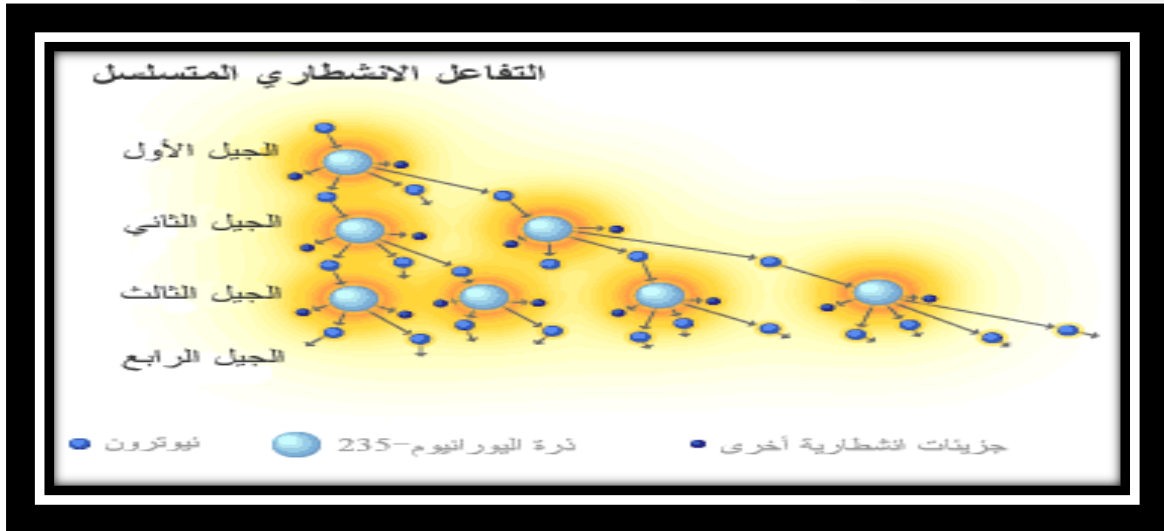 التفاعل الانشطاري المتسلسل
الجيل الأول
الجيل الثاني
الجيل الثالث
الجيل الرابع
نيوترون
ذرة اليورانيوم-235
جزيئات انشطارية أخرى